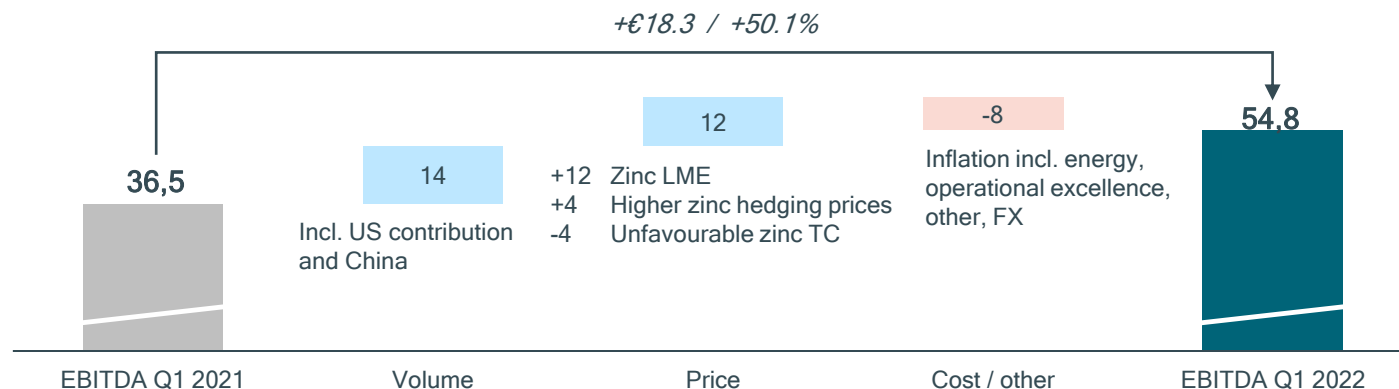 +€18.3 / +50.1%
36,5
14
Incl. US contribution
and China
12
+12 Zinc LME
+4 Higher zinc hedging prices
-4 Unfavourable zinc TC
-8
Inflation incl. energy,
operational excellence,
other, FX
54,8
EBITDA Q1 2021
Volume
Price
Cost / other
EBITDA Q1 2022